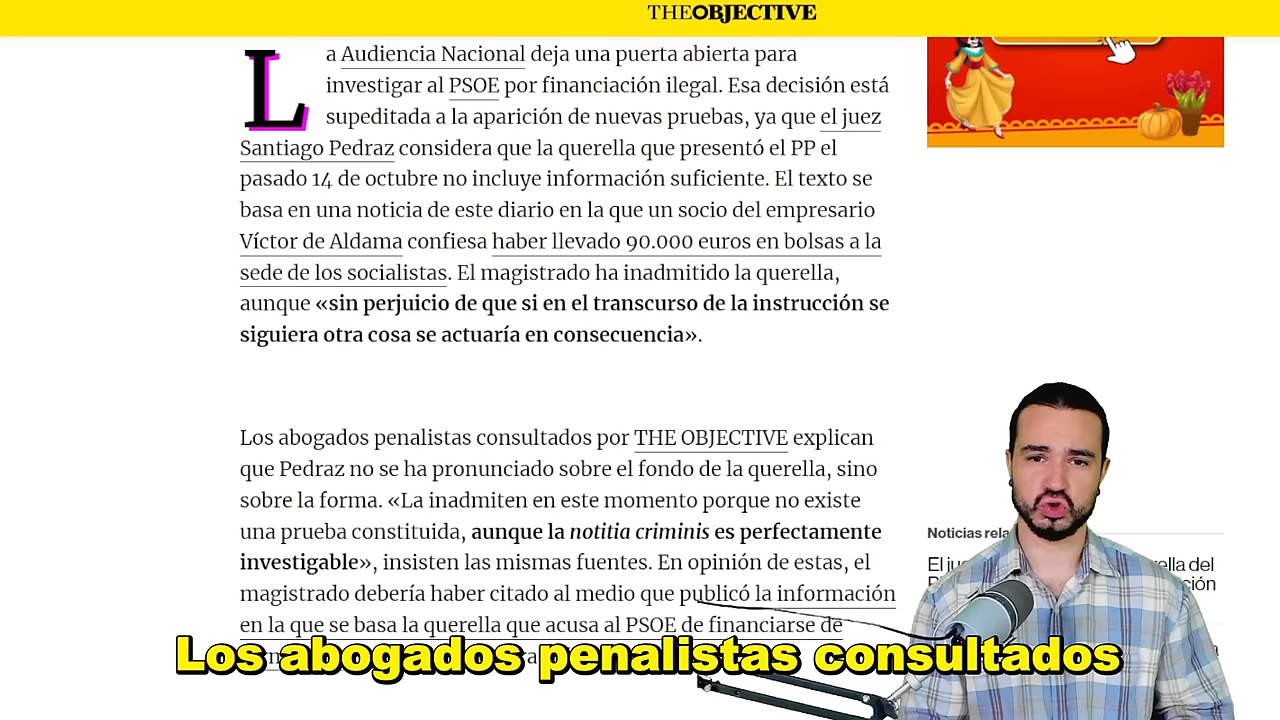 THEOBJECTIVE
La Audiencia Nacional deja una puerta abierta para
investigar al PSOE por financiación ilegal. Esa decisión está
supeditada a la aparición de nuevas pruebas, ya que el juez
Santiago Pedraz considera que la querella que presentó el PP el
pasado 14 de octubre no incluye información suficiente. El texto se
basa en una noticia de este diario en la que un socio del empresario
Víctor de Aldama confiesa haber llevado 90.000 euros en bolsas a la
sede de los socialistas. El magistrado ha inadmitido la querella,
aunque «sin perjuicio de que si en el transcurso de la instrucción se
siguiera otra cosa se actuaría en consecuencia».
Los abogados penalistas consultados por THE OBJECTIVE explican
que Pedraz no se ha pronunciado sobre el fondo de la querella, sino
sobre la forma. «La inadmiten en este momento porque no existe
una prueba constituida, aunque la notitia criminis es perfectamente
investigable», insisten las mismas fuentes. En opinión de estas, el
magistrado debería haber citado al medio que publicó la información
en la que se basa la querella que acusa al PSOE de financiarse de
Noticias
El
del
Los abogados penalistas consultados